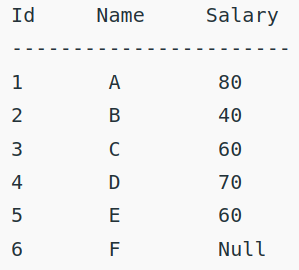 Id Name Salary
-----------------------
1 A 80
2 B 40
3 C 60
4 D 70
5 E 60
6 F Null